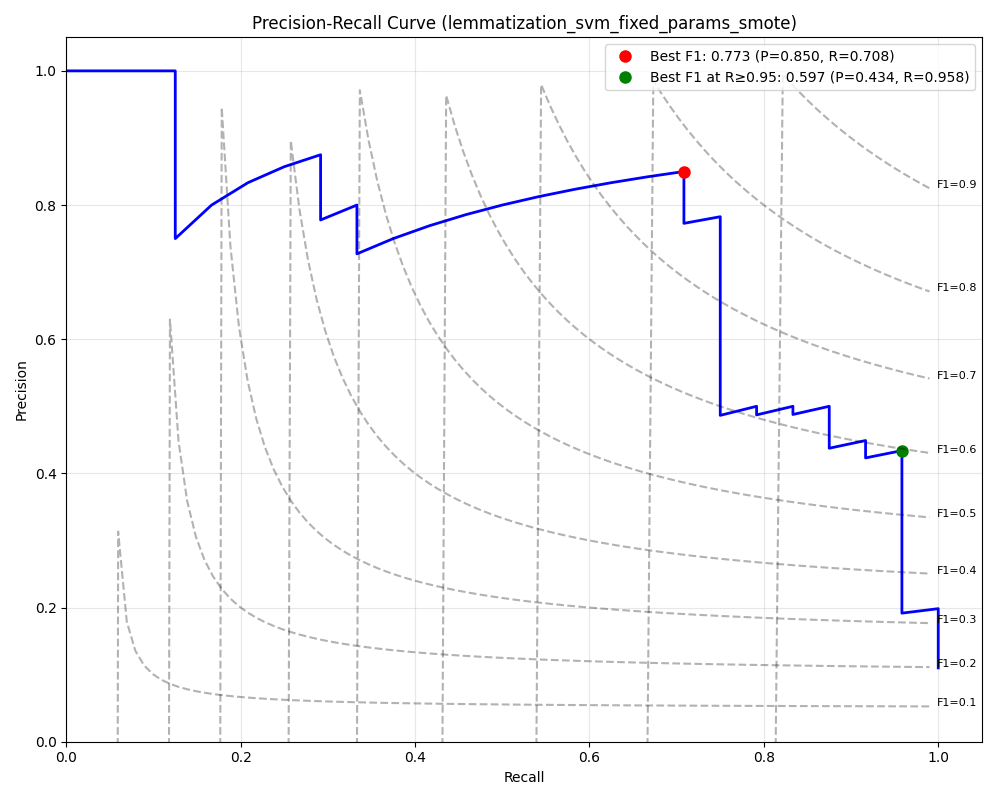 Precision-Recall Curve (lemmatization_svm_fixed_params_smote)
Best F1: 0.773 (P=0.850, R=0.708)
Best F1 at R≥0.95: 0.597 (P=0.434, R=0.958)
1.0
0.8
0.6
0.4
0.2
0.0
Precision
F1=0.9
F1=0.8
F1=0.7
F1=0.6
F1=0.5
F1=0.4
F1=0.3
F1=0.2
F1=0.1
0.0 0.2 0.4 0.6 0.8 1.0
Recall